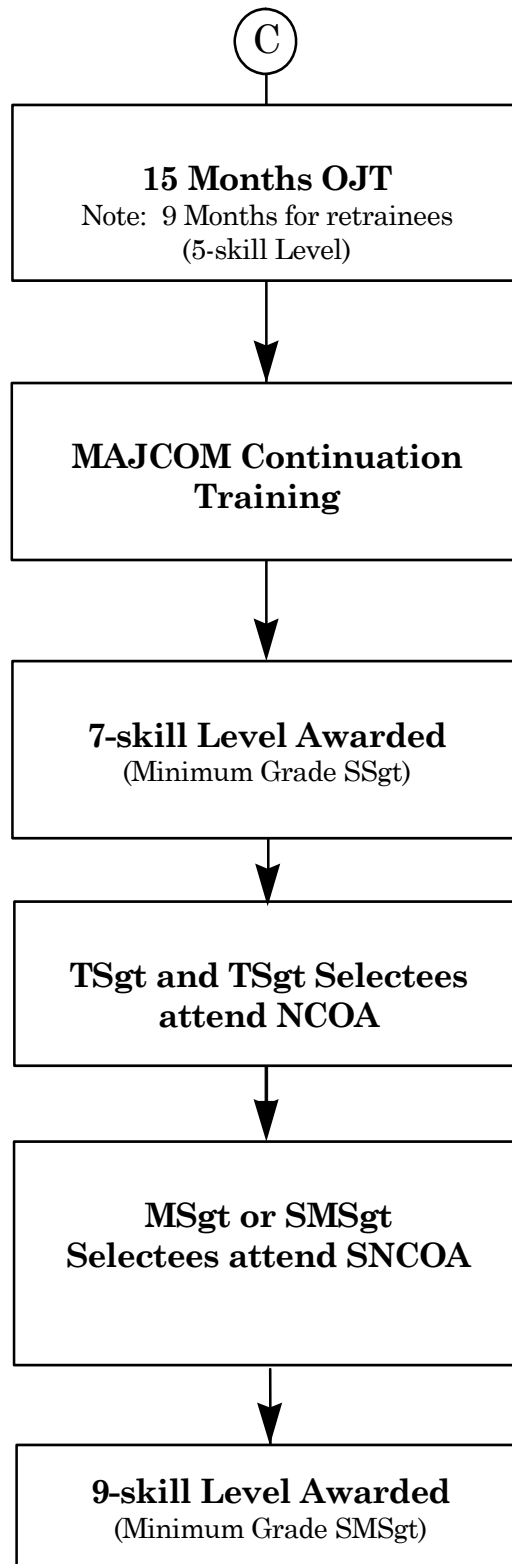 C
15 Months OJT
Note: 9 Months for retrainees
(5-skill Level)
MAJCOM Continuation
Training
7-skill Level Awarded
(Minimum Grade SSgt)
TSgt and TSgt Selectees
attend NCOA
MSgt or SMSgt
Selectees attend SNCOA
9-skill Level Awarded
(Minimum Grade SMSgt)